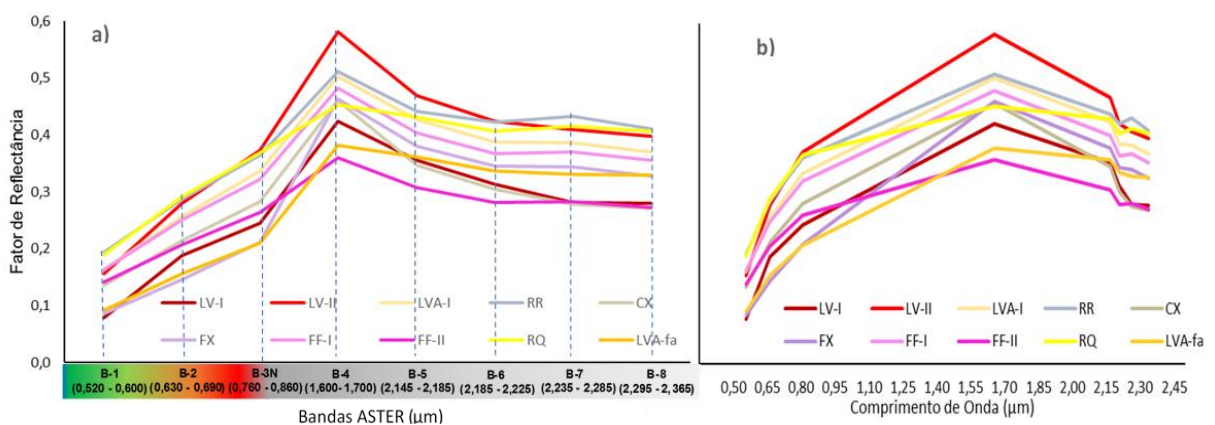 a)
Fator de Reflectância
0,6
0,5
0,4
0,3
0,2
0,1
0,0
LV-I LV-II LVA-I RR CX
FX FF-I FF-II RQ LVA-fa
B-1 B-2 B-3N B-4 B-5 B-6 B-7 B-8
(0,520 - 0,600) (0,630 - 0,690) (0,760 - 0,860) (1,600-1,700) (2,145 - 2,185) (2,185 - 2,225) (2,235 - 2,285) (2,295 - 2,365)
Bandas ASTER (µm)
b)
LV-I LV-II LVA-I RR CX
FX FF-I FF-II RQ LVA-fa
0,50 0,65 0,80 0,95 1,10 1,25 1,40 1,55 1,70 1,85 2,00 2,15 2,30 2,45
Comprimento de Onda(µm)